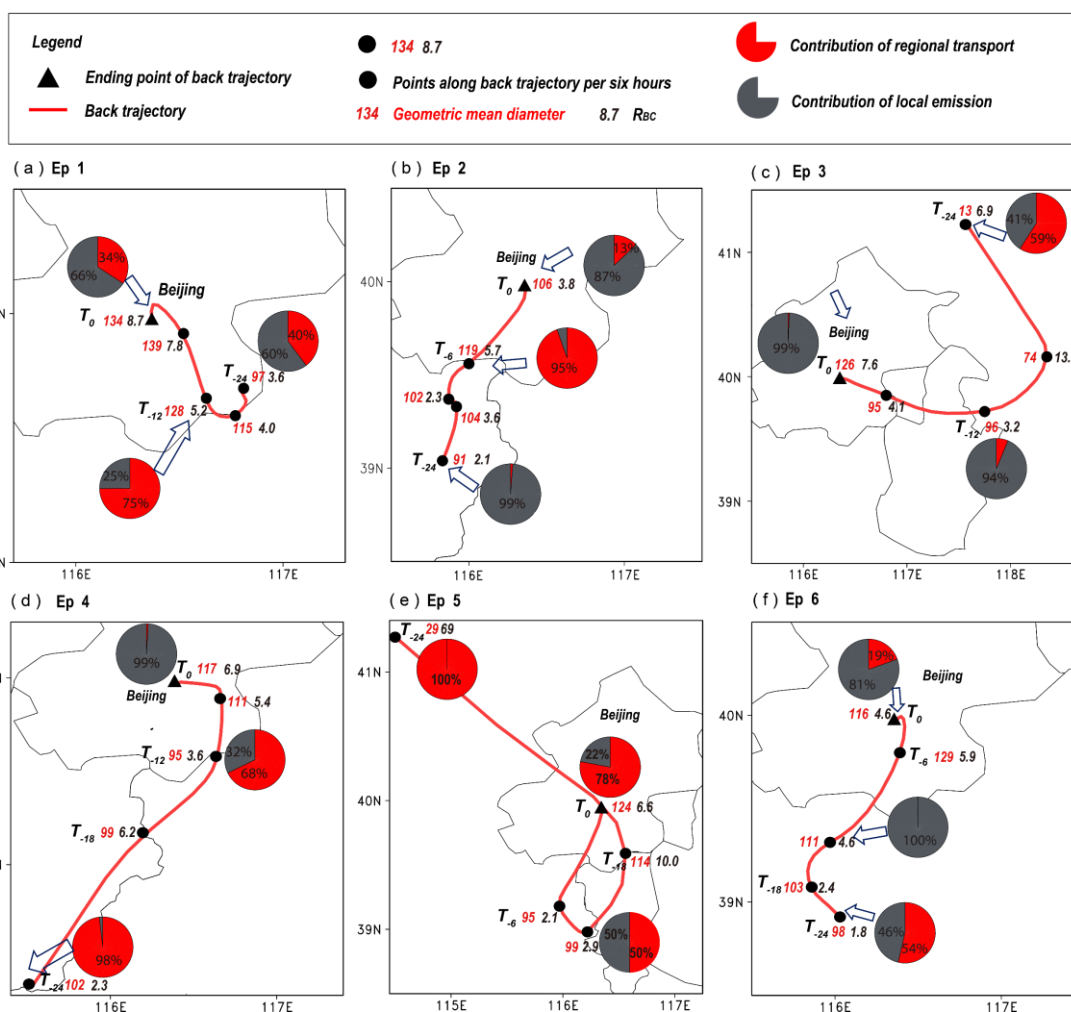 Legend
134 8.7
Contribution of regional transport
Ending point of back trajectory
Points along back trajectory per six hours
Back trajectory
134 Geometric mean diameter 8.7 RBC
Contribution of local emission
(a) Ep 1
34%
66%
Beijing
T0 134 8.7
139 7.8
40%
60%
T-24 97 3.6
T-12 128 5.2
115 4.0
25%
75%
N
N
116E 117E
(b) Ep 2
13%
87%
Beijing
40N
T0 106 3.8
T-6 119 5.7
95%
102 2.3
104 3.6
39N
T-24 91 2.1
99%
116E 117E
(c) Ep 3
T-24 13 6.9
41%
59%
41N
99%
Beijing
T0 126 7.6
74 13.
40N
95 4.1
T-12 96 3.2
94%
39N
116E 117E 118E
(d) Ep 4
99%
T0 117 6.9
Beijing
111 5.4
T-12 95 3.6
32%
68%
T-18 99 6.2
98%
T-24 102 2.3
N
N
116E 117E
(e) Ep 5
T-24 29 69
100%
41N
Beijing
22%
78%
40N
T0 124 6.6
T-18 114 10.0
T-6 95 2.1
50%
50%
39N
99 2.9
115E 116E 117E
(f) Ep 6
19%
81%
Beijing
40N
116 4.6 T0
T-6 129 5.9
100%
111 4.6
T-18 103 2.4
39N
T-24 98 1.8
46%
54%
116E 117E